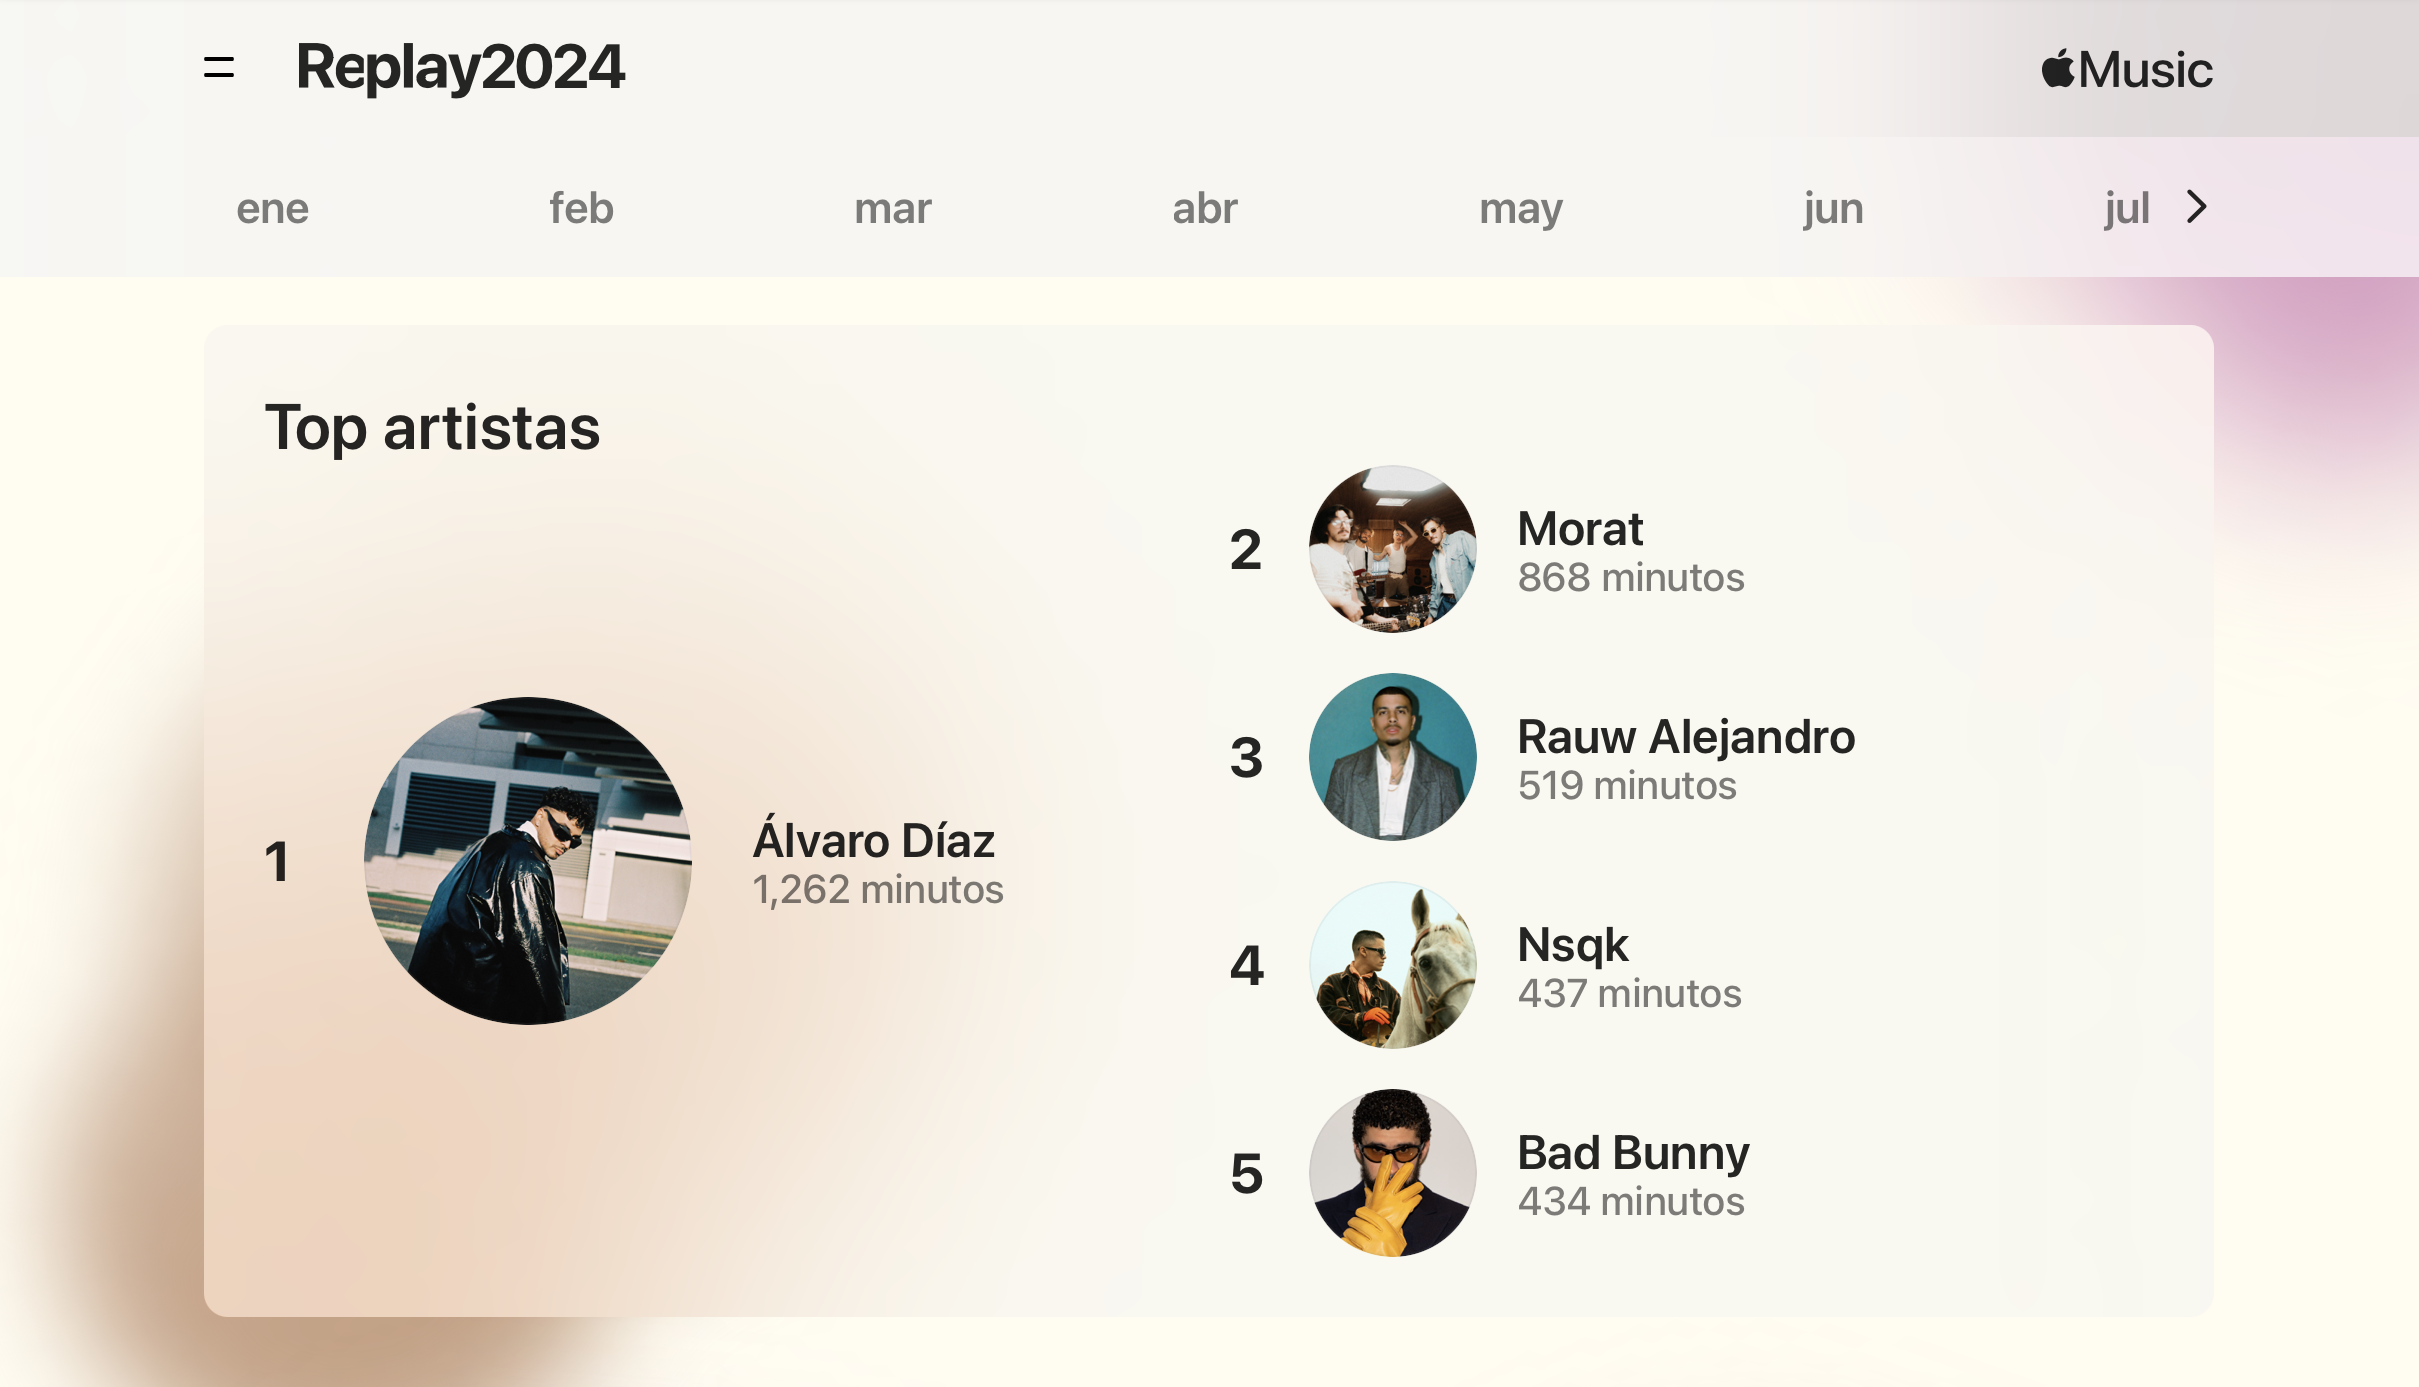 Replay2024
Music
ene
feb
mar
abr
may
jun
jul
Top artistas
1
Álvaro Díaz
1,262 minutos
2
Morat
868 minutos
3
Rauw Alejandro
519 minutos
4
Nsqk
437 minutos
5
Bad Bunny
434 minutos